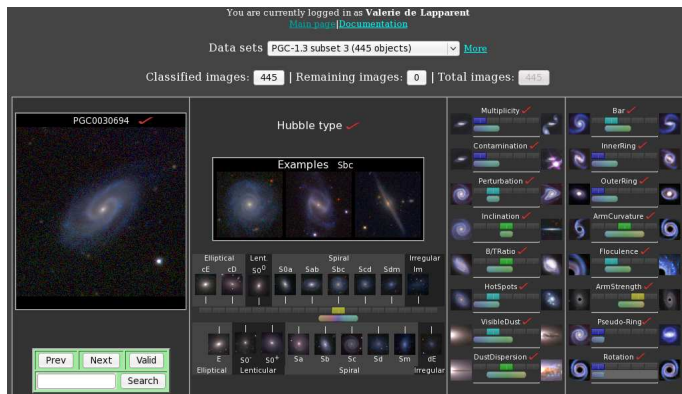 You are currently logged in as Valerie de Lapparent
Main page|Documentation
Data sets PGC-1.3 subset 3 (445 objects) More
Classified images: 445 | Remaining images: 0 | Total images: 445
PGC0030694
Hubble type
Examples Sbc
Elliptical Lent. Spiral Irregular
cE cD S0⁰ S0a Sab Sbc Scd Sdm Im
E S0⁻ S0⁺ Sa Sb Sc Sd Sm dE
Elliptical Lenticular Spiral Irregular
Prev Next Valid
Search
Multiplicity
Contamination
Perturbation
Inclination
B/TRatio
HotSpots
VisibleDust
DustDispersion
Bar
InnerRing
OuterRing
ArmCurvature
Floculence
ArmStrength
Pseudo-Ring
Rotation